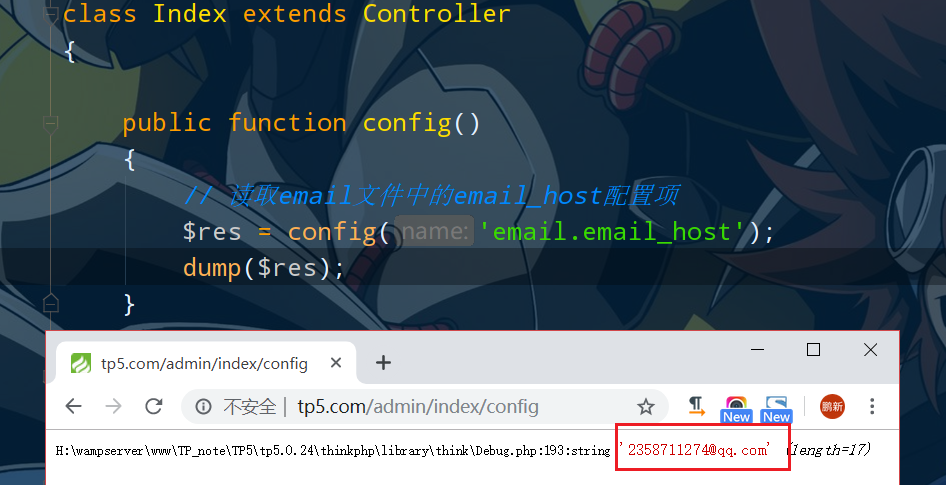 class Index extends Controller
{
public function config()
{
// 读取email文件中的email_host配置项
$res = config( name: 'email.email_host');
dump($res);
}
tp5.com/admin/index/config
不安全 | tp5.com/admin/index/config
New
New
鹏新
H:\wampserver\www\TP_note\TP5\tp5.0.24\thinkphp\library\think\Debug.php:193:string '2358711274@qq.com' (length=17)